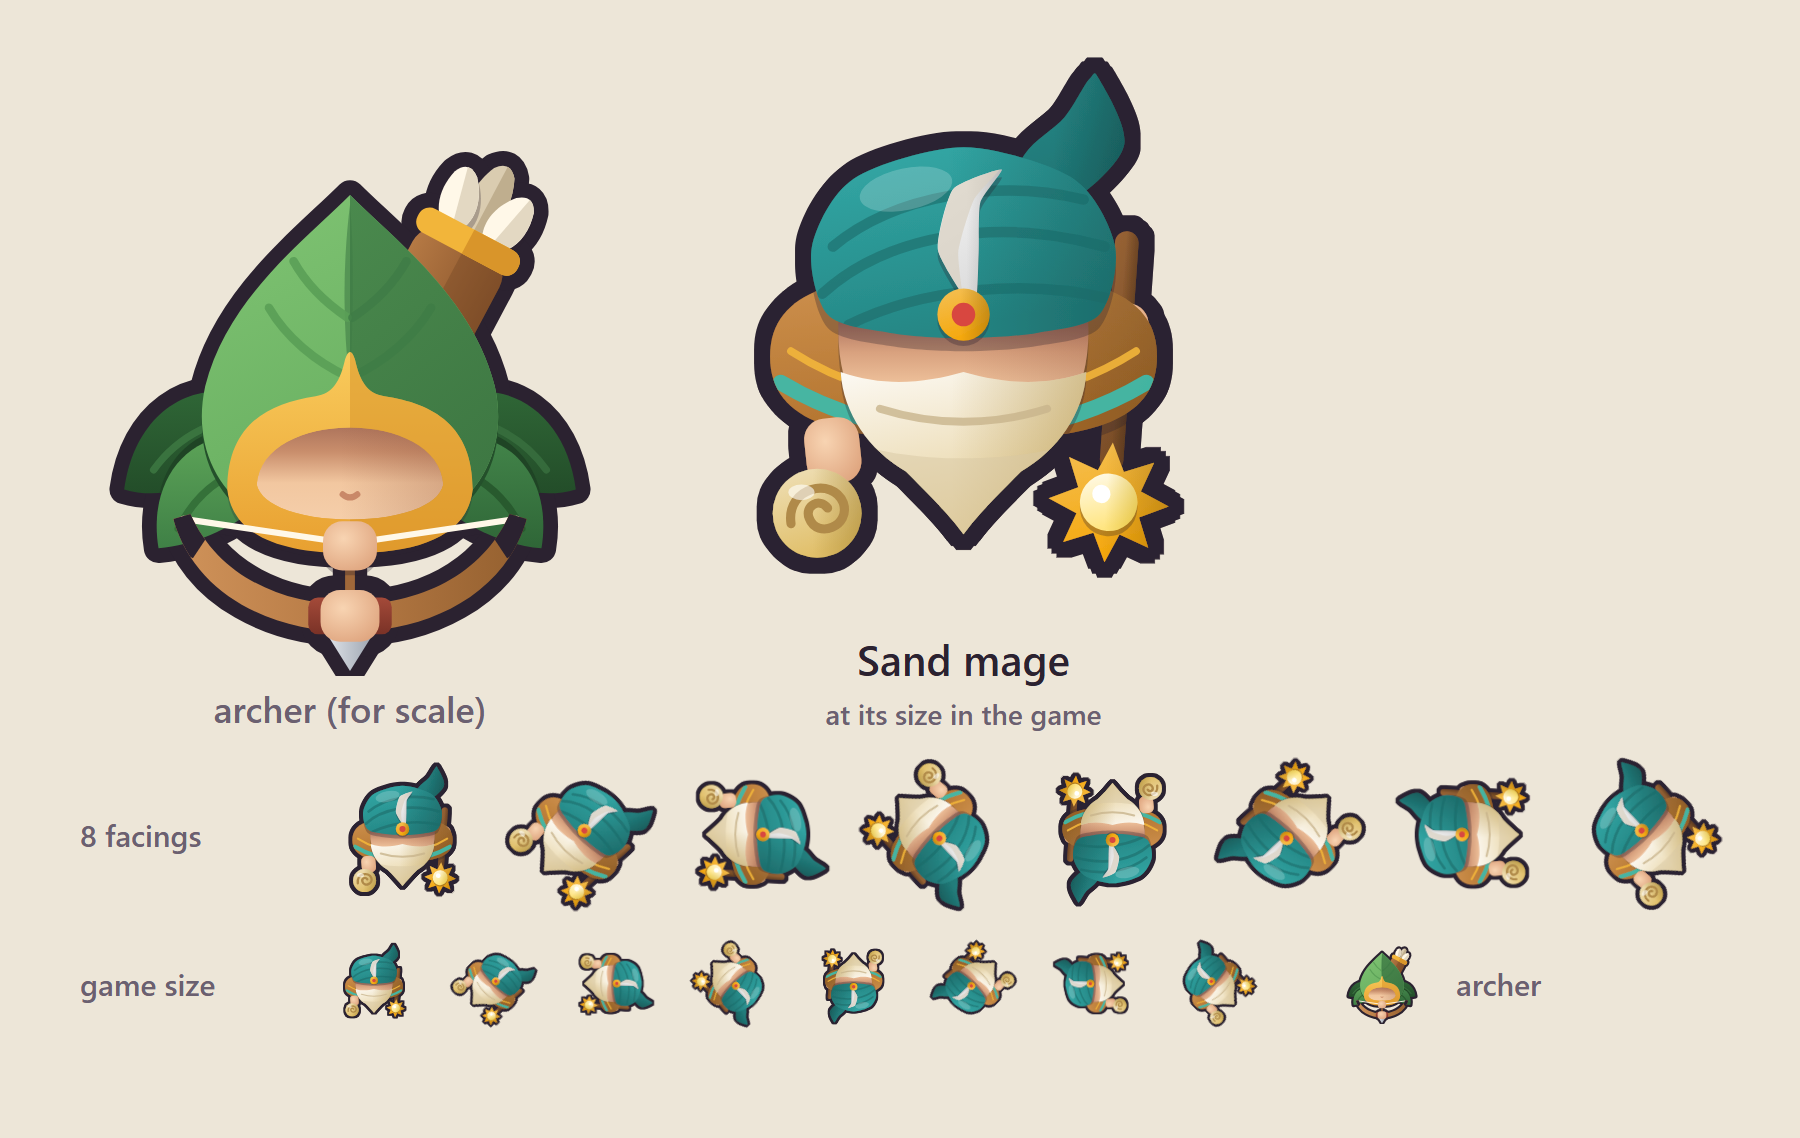 archer (for scale)
Sand mage
at its size in the game
8 facings
game size
archer